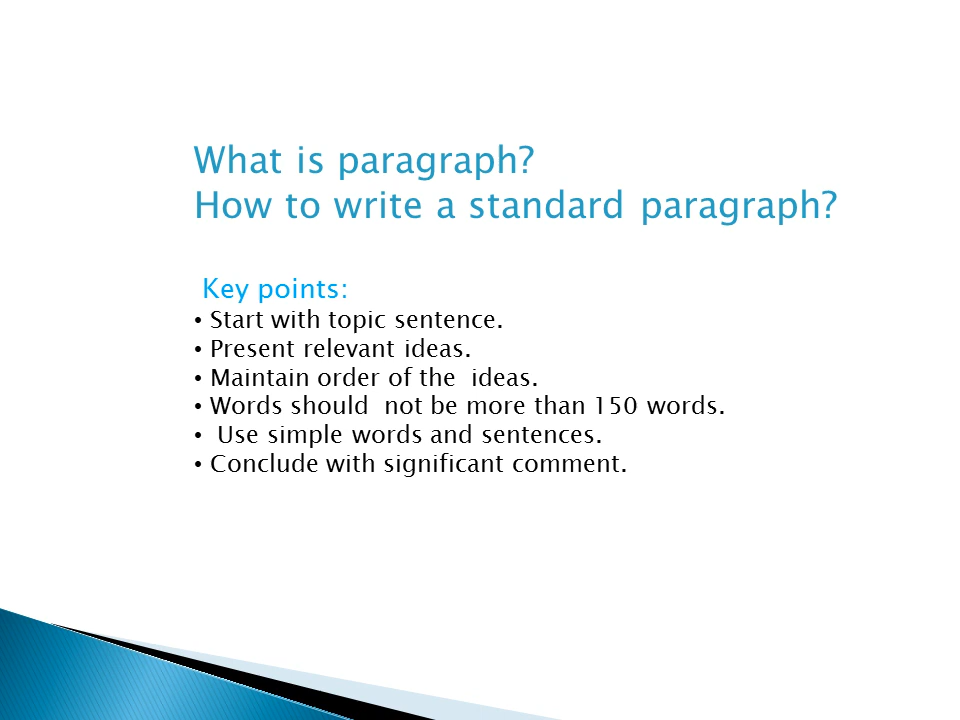 What is paragraph?
How to write a standard paragraph?
Key points:
• Start with topic sentence.
• Present relevant ideas.
• Maintain order of the  ideas.
• Words should  not be more than 150 words.
•  Use simple words and sentences.
• Conclude with significant comment.